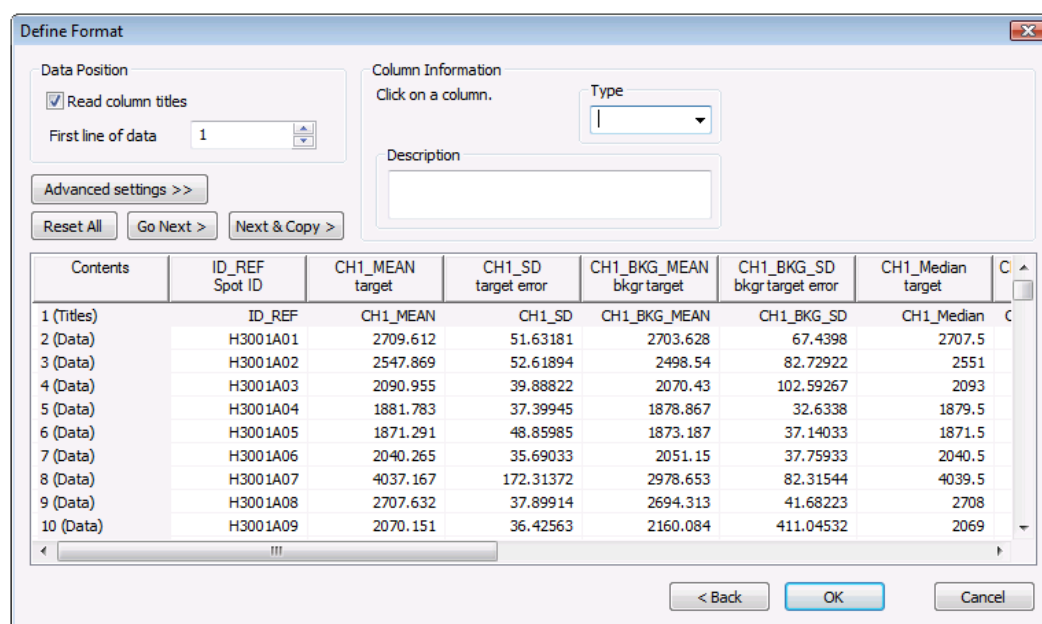 Define Format
Data Position
Read column titles
First line of data 1
Advanced settings >>
Reset All Go Next > Next & Copy >
Column Information
Click on a column.
Type
Description
Contents ID_REF CH1_MEAN CH1_SD CH1_BKG_MEAN CH1_BKG_SD CH1_Median
Spot ID target target error bkgr target bkgr target error target
1 (Titles) ID_REF CH1_MEAN CH1_SD CH1_BKG_MEAN CH1_BKG_SD CH1_Median
2 (Data) H3001A01 2709.612 51.63181 2703.628 67.4398 2707.5
3 (Data) H3001A02 2547.869 52.61894 2498.54 82.72922 2551
4 (Data) H3001A03 2090.955 39.88822 2070.43 102.59267 2093
5 (Data) H3001A04 1881.783 37.39945 1878.867 32.6338 1879.5
6 (Data) H3001A05 1871.291 48.85985 1873.187 37.14033 1871.5
7 (Data) H3001A06 2040.265 35.69033 2051.15 37.75933 2040.5
8 (Data) H3001A07 4037.167 172.31372 2978.653 82.31544 4039.5
9 (Data) H3001A08 2707.632 37.89914 2694.313 41.68223 2708
10 (Data) H3001A09 2070.151 36.42563 2160.084 411.04532 2069
< Back OK Cancel